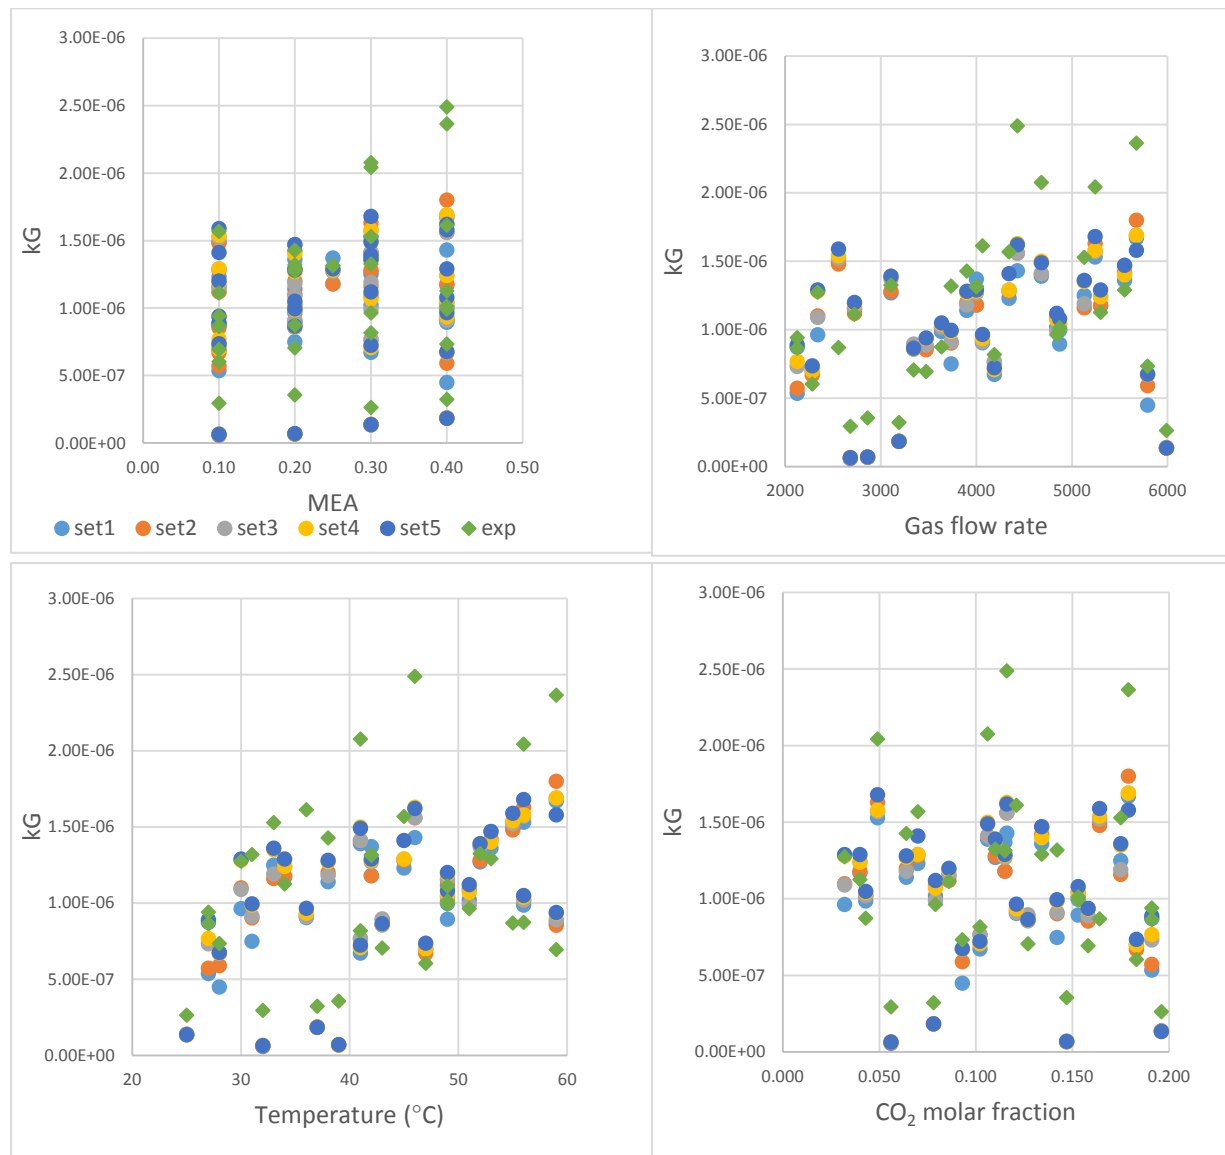 3.00E-06
2.50E-06
2.00E-06
1.50E-06
1.00E-06
5.00E-07
0.00E+00
kG
0.00 0.10 0.20 0.30 0.40 0.50
MEA
set1 set2 set3 set4 set5 exp
3.00E-06
2.50E-06
2.00E-06
1.50E-06
1.00E-06
5.00E-07
0.00E+00
kG
2000 3000 4000 5000 6000
Gas flow rate
3.00E-06
2.50E-06
2.00E-06
1.50E-06
1.00E-06
5.00E-07
0.00E+00
kG
20 30 40 50 60
Temperature (°C)
3.00E-06
2.50E-06
2.00E-06
1.50E-06
1.00E-06
5.00E-07
0.00E+00
kG
0.000 0.050 0.100 0.150 0.200
CO₂ molar fraction